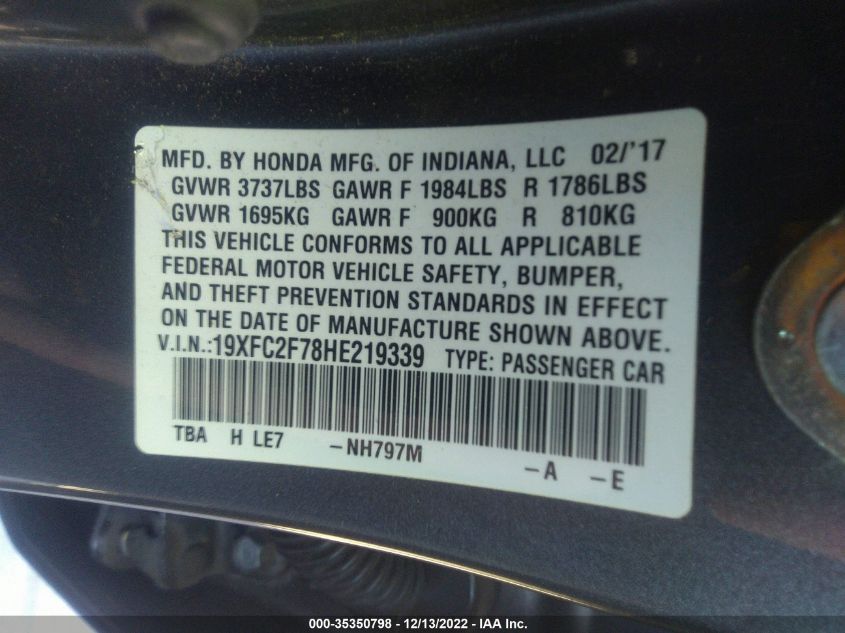 MFD. BY HONDA MFG. OF INDIANA, LLC 02/'17
GVWR 3737LBS GAWR F 1984LBS R 1786LBS
GVWR 1695KG GAWR F 900KG R 810KG
THIS VEHICLE CONFORMS TO ALL APPLICABLE
FEDERAL MOTOR VEHICLE SAFETY, BUMPER,
AND THEFT PREVENTION STANDARDS IN EFFECT
ON THE DATE OF MANUFACTURE SHOWN ABOVE.
V.I.N.:19XFC2F78HE219339 TYPE: PASSENGER CAR
TBA H LE7 -NH797M -A -E
000-35350798 - 12/13/2022 - IAA Inc.